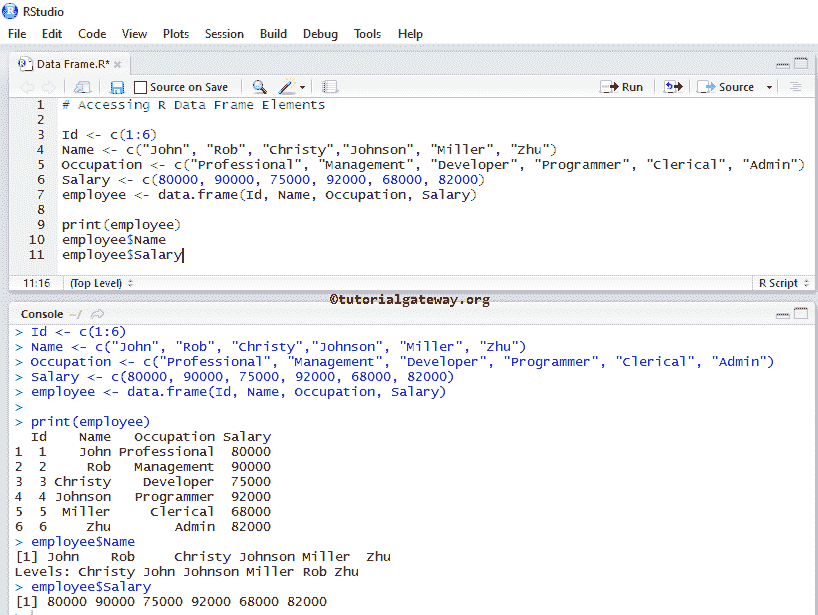 RStudio
File Edit Code View Plots Session Build Debug Tools Help
Data Frame.R*
Source on Save Run Source
1 # Accessing R Data Frame Elements
2
3 Id <- c(1:6)
4 Name <- c("John", "Rob", "Christy","Johnson", "Miller", "Zhu")
5 Occupation <- c("Professional", "Management", "Developer", "Programmer", "Clerical", "Admin")
6 Salary <- c(80000, 90000, 75000, 92000, 68000, 82000)
7 employee <- data.frame(Id, Name, Occupation, Salary)
8
9 print(employee)
10 employee$Name
11 employee$Salary
11:16 (Top Level) R Script
©tutorialgateway.org
Console ~/
> Id <- c(1:6)
> Name <- c("John", "Rob", "Christy","Johnson", "Miller", "Zhu")
> Occupation <- c("Professional", "Management", "Developer", "Programmer", "Clerical", "Admin")
> Salary <- c(80000, 90000, 75000, 92000, 68000, 82000)
> employee <- data.frame(Id, Name, Occupation, Salary)
>
> print(employee)
  Id    Name   Occupation Salary
1  1    John Professional  80000
2  2     Rob   Management  90000
3  3 Christy    Developer  75000
4  4 Johnson   Programmer  92000
5  5  Miller     Clerical  68000
6  6     Zhu        Admin  82000
> employee$Name
[1] John    Rob     Christy Johnson Miller  Zhu
Levels: Christy John Johnson Miller Rob Zhu
> employee$Salary
[1] 80000 90000 75000 92000 68000 82000
>